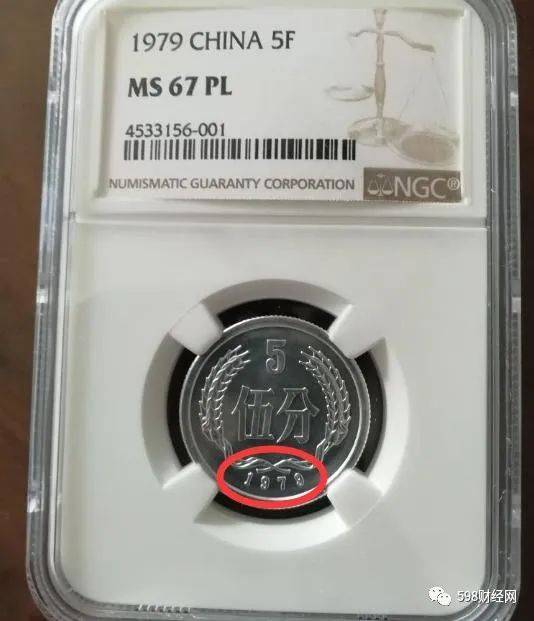 1979 CHINA 5F
MS 67 PL
4533156-001
NUMISMATIC GUARANTY CORPORATION NGC®
5
伍分
1979
598财经网